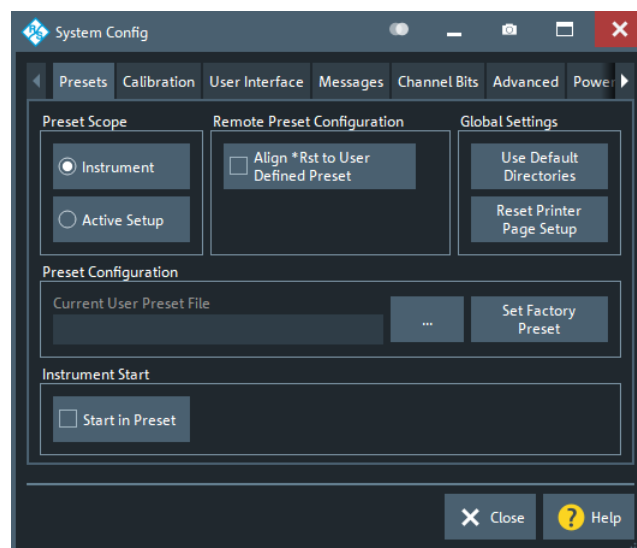 System Config
Presets Calibration User Interface Messages Channel Bits Advanced Power
Preset Scope
Instrument
Active Setup
Remote Preset Configuration
Align *Rst to User
Defined Preset
Global Settings
Use Default
Directories
Reset Printer
Page Setup
Preset Configuration
Current User Preset File
...
Set Factory
Preset
Instrument Start
Start in Preset
Close
? Help